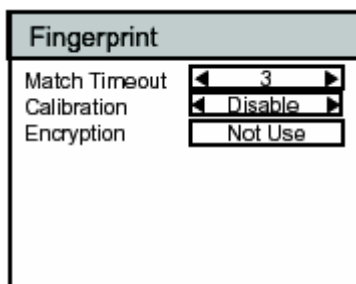 Fingerprint
Match Timeout 3
Calibration Disable
Encryption Not Use